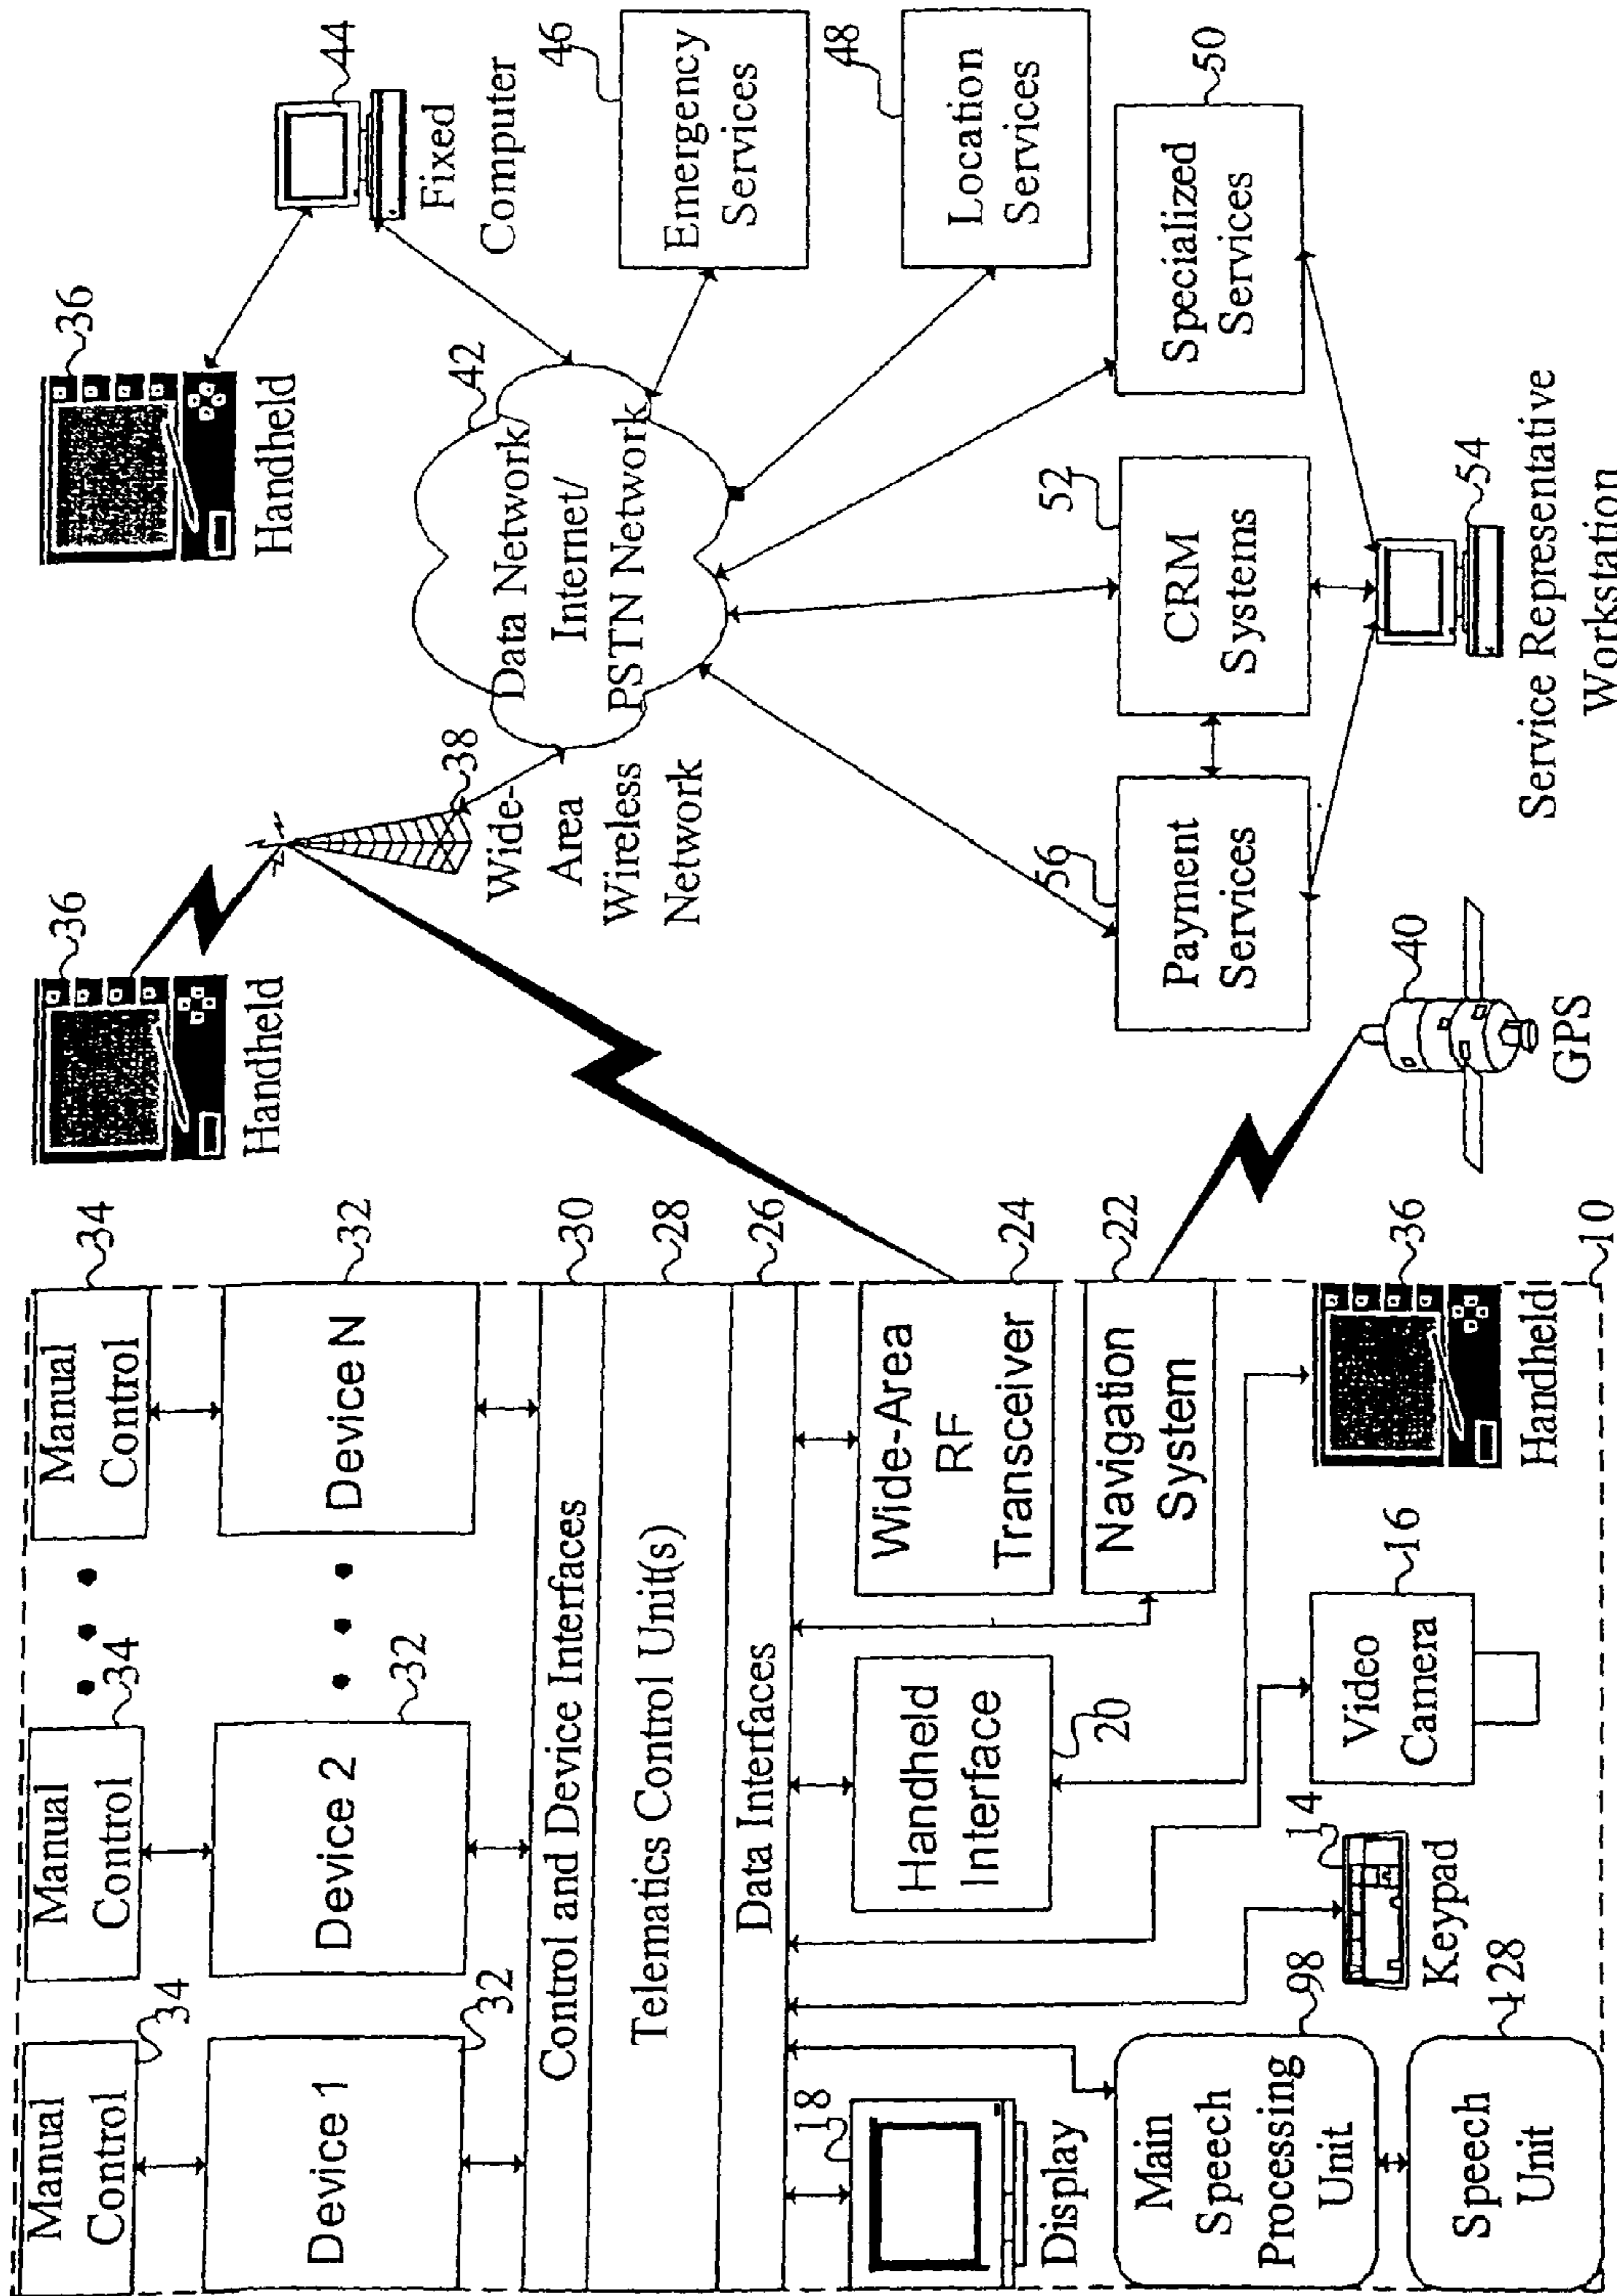 Manual
Control
34
Manual
Control
34
Manual
Control
34
Device 1
32
Device 2
32
Device N
32
Control and Device Interfaces
30
Telematics Control Unit(s)
28
Data Interfaces
26
18
Display
Handheld
Interface
20
Wide-Area
RF
Transceiver
24
Navigation
System
22
Main
Speech
Processing
Unit
98
Speech
Unit
128
14
Keypad
Video
Camera
16
36
Handheld
10
36
Handheld
36
Handheld
44
Fixed
Computer
38
Wide-
Area
Wireless
Network
42
Data Network/
Internet/
PSTN Network
46
Emergency
Services
48
Location
Services
56
Payment
Services
52
CRM
Systems
Specialized
Services
50
40
GPS
54
Service Representative
Workstation